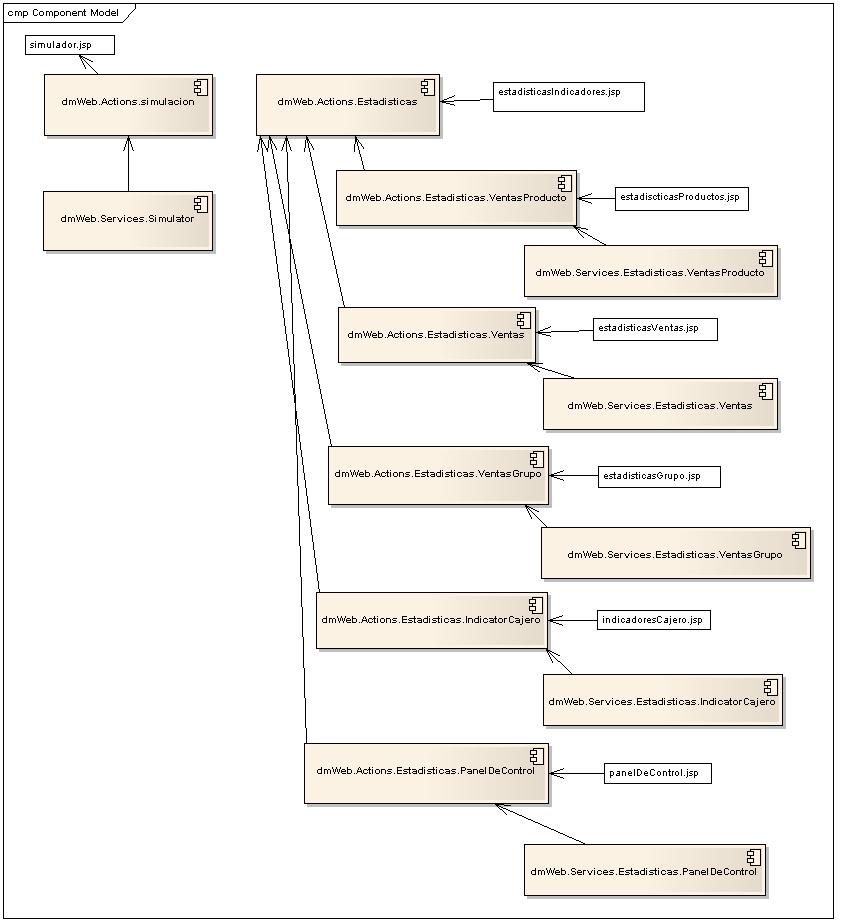 cmp Component Model
simulador.jsp
dmWeb.Actions.simulacion
dmWeb.Services.Simulator
dmWeb.Actions.Estadisticas
estadisticasIndicadores.jsp
dmWeb.Actions.Estadisticas.VentasProducto
estadiscticasProductos.jsp
dmWeb.Services.Estadisticas.VentasProducto
dmWeb.Actions.Estadisticas.Ventas
estadisticasVentas.jsp
dmWeb.Services.Estadisticas.Ventas
dmWeb.Actions.Estadisticas.VentasGrupo
estadisticasGrupo.jsp
dmWeb.Services.Estadisticas.VentasGrupo
dmWeb.Actions.Estadisticas.IndicatorCajero
indicadoresCajero.jsp
dmWeb.Services.Estadisticas.IndicatorCajero
dmWeb.Actions.Estadisticas.PanelDeControl
panelDeControl.jsp
dmWeb.Services.Estadisticas.PanelDeControl